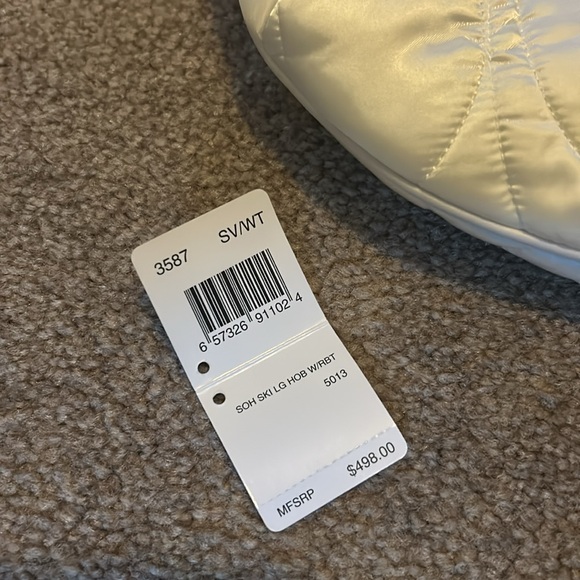 3587 SV/WT
6 57326 91102 4
SOH SKI LG HOB W/RBT
5013
MFSRP $498.00